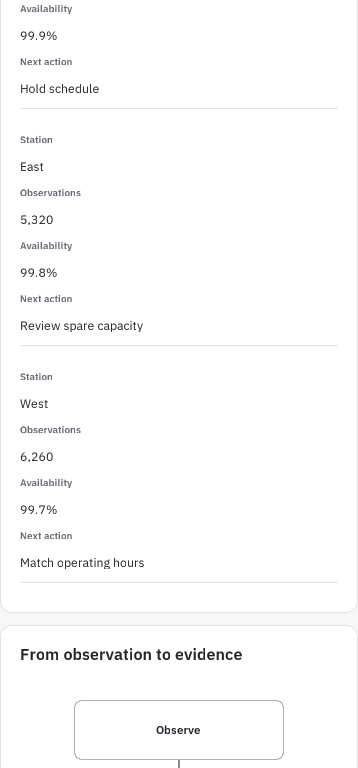 Availability
99.9%
Next action
Hold schedule
Station
East
Observations
5,320
Availability
99.8%
Next action
Review spare capacity
Station
West
Observations
6,260
Availability
99.7%
Next action
Match operating hours
From observation to evidence
Observe